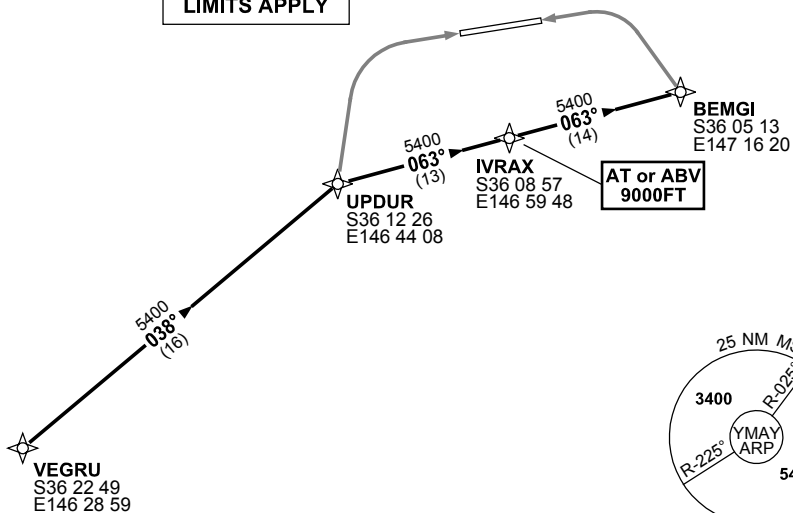 LIMITS APPLY
BEMGI
S36 05 13
E147 16 20
5400
063°
(14)
5400
063°
(13)
IVRAX
S36 08 57
E146 59 48
AT or ABV
9000FT
UPDUR
S36 12 26
E146 44 08
5400
038°
(16)
VEGRU
S36 22 49
E146 28 59
25 NM
R-025°
3400
YMAY
ARP
R-225°